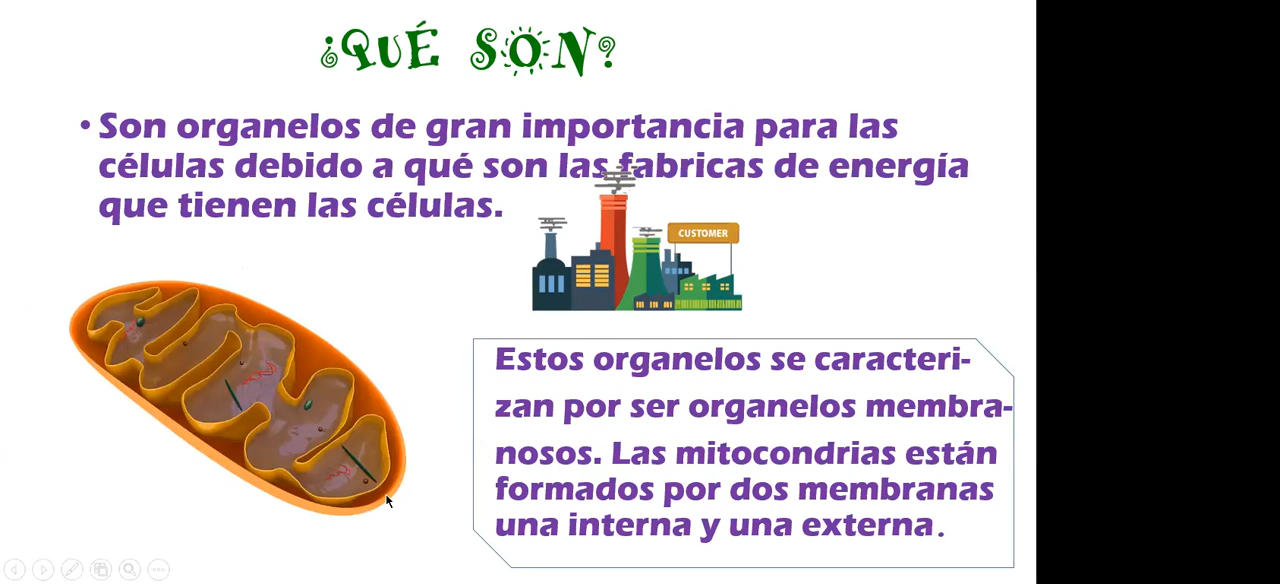 ¿QUÉ SON?
• Son organelos de gran importancia para las
células debido a qué son las fabricas de energía
que tienen las células.
CUSTOMER
Estos organelos se caracteri-
zan por ser organelos membra-
nosos. Las mitocondrias están
formados por dos membranas
una interna y una externa.